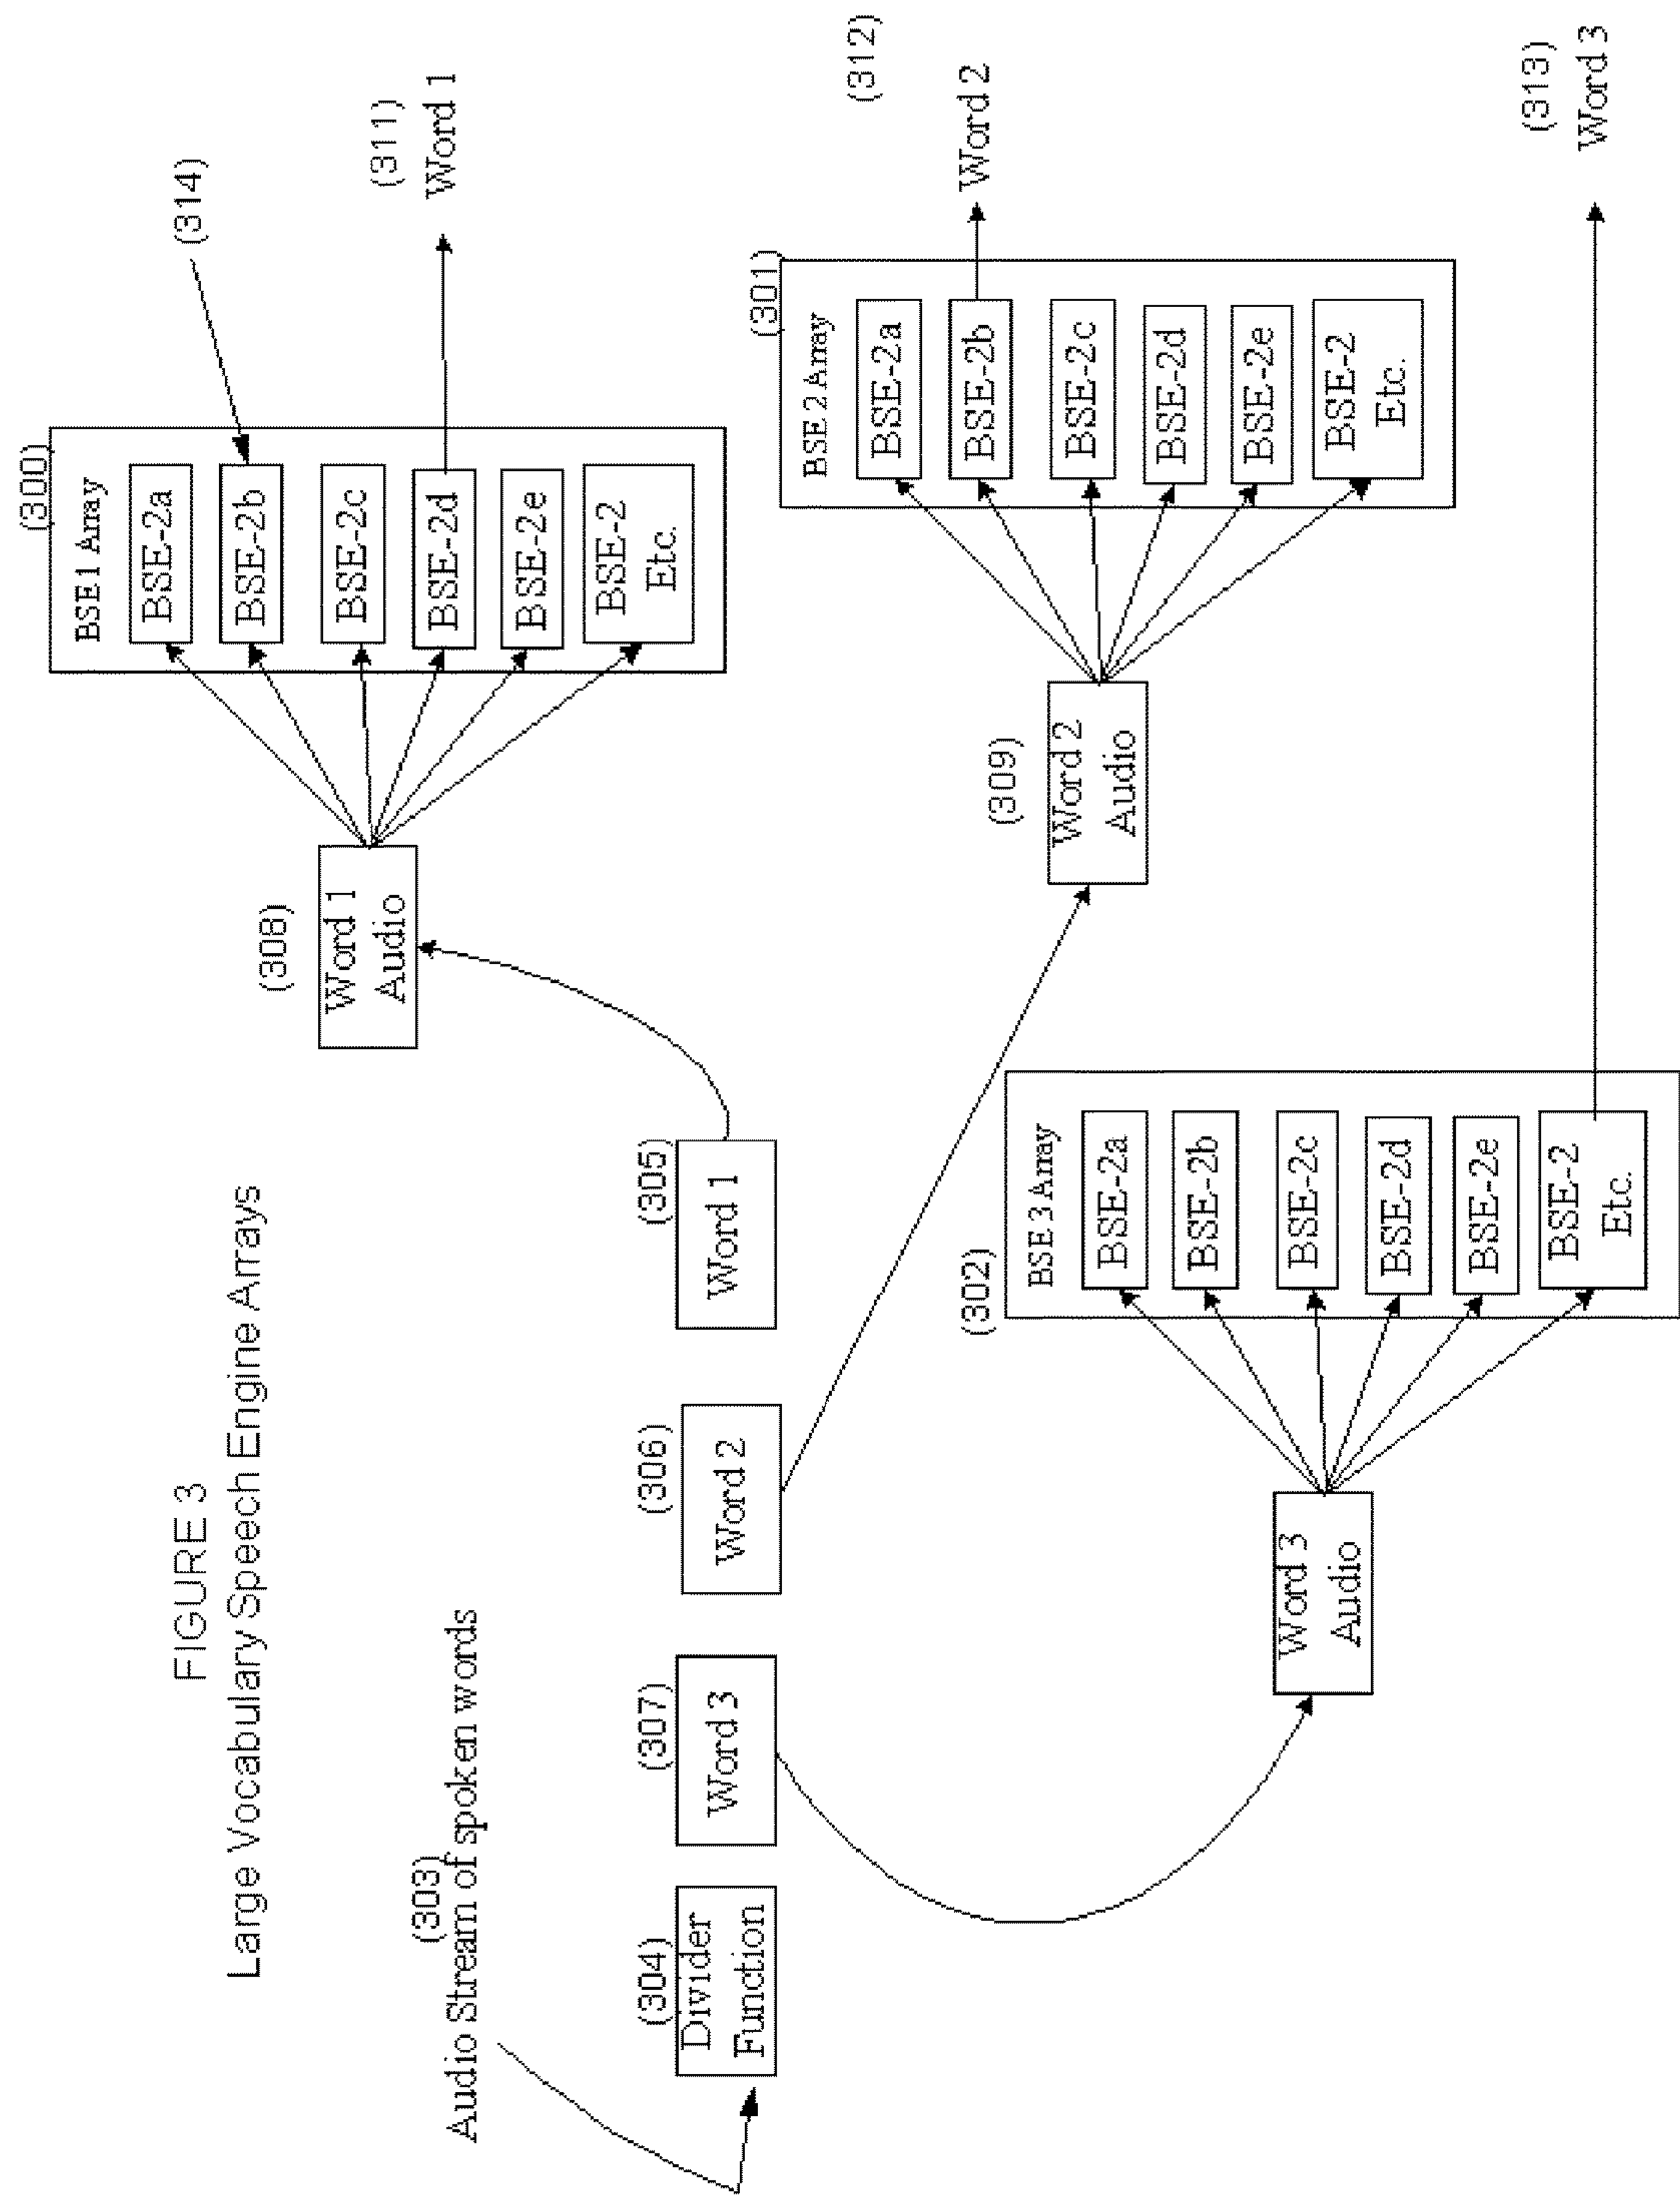 FIGURE 3
Large Vocabulary Speech Engine Arrays
(303)
Audio Stream of spoken words
(304)
Divider
Function
(307)
Word 3
(306)
Word 2
(305)
Word 1
(308)
Word 1
Audio
(300)
BSE1 Array
BSE-2a
BSE-2b
BSE-2c
BSE-2d
BSE-2e
BSE-2
Etc.
(314)
(311)
Word 1
(309)
Word 2
Audio
(301)
BSE 2 Array
BSE-2a
BSE-2b
BSE-2c
BSE-2d
BSE-2e
BSE-2
Etc.
(312)
Word 2
Word 3
Audio
(302)
BSE 3 Array
BSE-2a
BSE-2b
BSE-2c
BSE-2d
BSE-2e
BSE-2
Etc.
(313)
Word 3